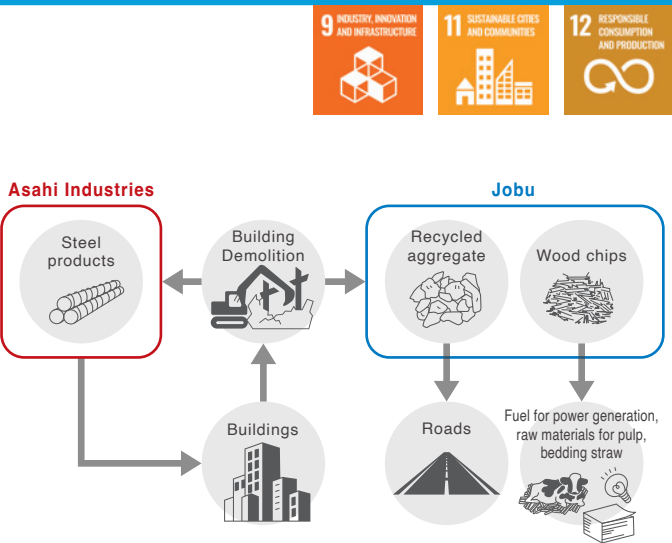 9 INDUSTRY, INNOVATION
AND INFRASTRUCTURE
11 SUSTAINABLE CITIES
AND COMMUNITIES
12 RESPONSIBLE
CONSUMPTION
AND PRODUCTION
Asahi Industries
Jobu
Steel
products
Building
Demolition
Recycled
aggregate
Wood chips
Buildings
Roads
Fuel for power generation,
raw materials for pulp,
bedding straw